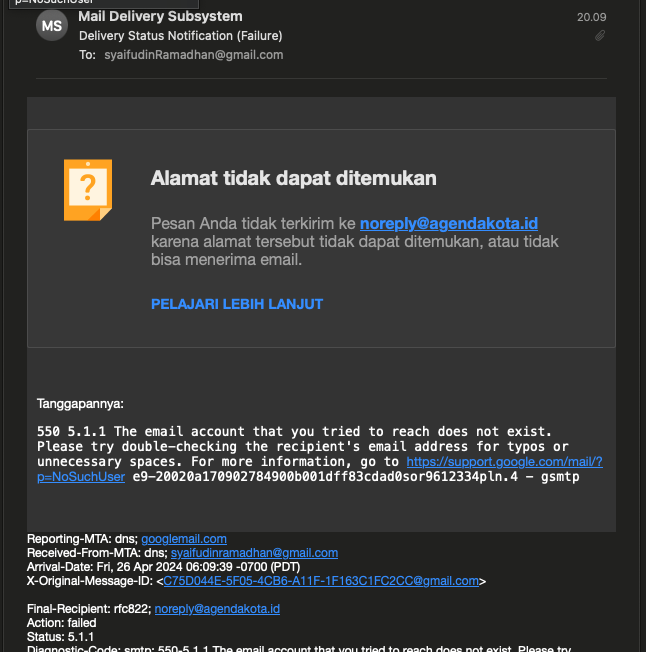 p=NoSuchUser
MS
Mail Delivery Subsystem
20.09
Delivery Status Notification (Failure)
To: syaifudinRamadhan@gmail.com
Alamat tidak dapat ditemukan
Pesan Anda tidak terkirim ke noreply@agendakota.id
karena alamat tersebut tidak dapat ditemukan, atau tidak
bisa menerima email.
PELAJARI LEBIH LANJUT
Tanggapannya:
550 5.1.1 The email account that you tried to reach does not exist.
Please try double-checking the recipient's email address for typos or
unnecessary spaces. For more information, go to https://support.google.com/mail/?
p=NoSuchUser e9-20020a170902784900b001dff83cdad0sor9612334pln.4 - gsmtp
Reporting-MTA: dns; googlemail.com
Received-From-MTA: dns; syaifudinramadhan@gmail.com
Arrival-Date: Fri, 26 Apr 2024 06:09:39 -0700 (PDT)
X-Original-Message-ID: <C75D044E-5F05-4CB6-A11F-1F163C1FC2CC@gmail.com>
Final-Recipient: rfc822; noreply@agendakota.id
Action: failed
Status: 5.1.1
Diagnostic-Code: smtp; 550-5.1.1 The email account that you tried to reach does not exist. Please try